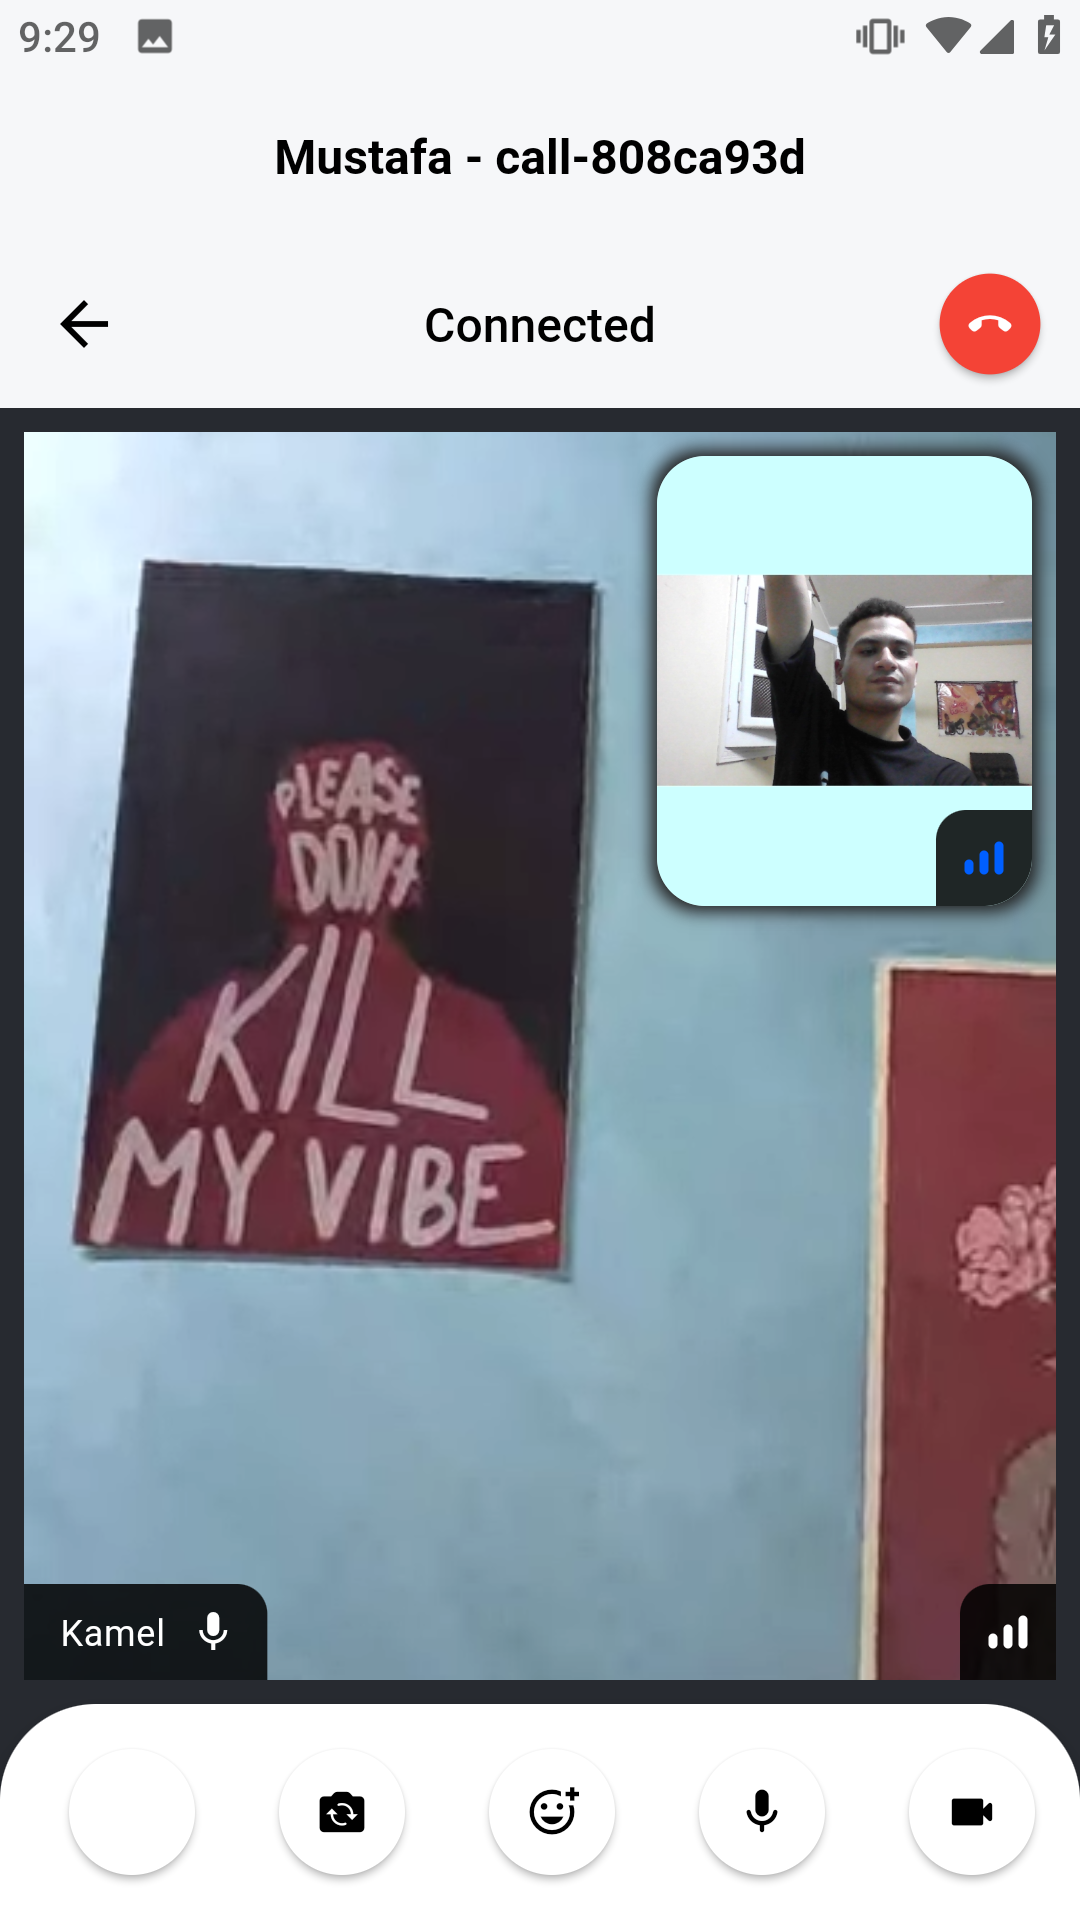 9:29
Mustafa - call-808ca93d
Connected
PLEASE
DON'T
KILL
MY VIBE
Kamel